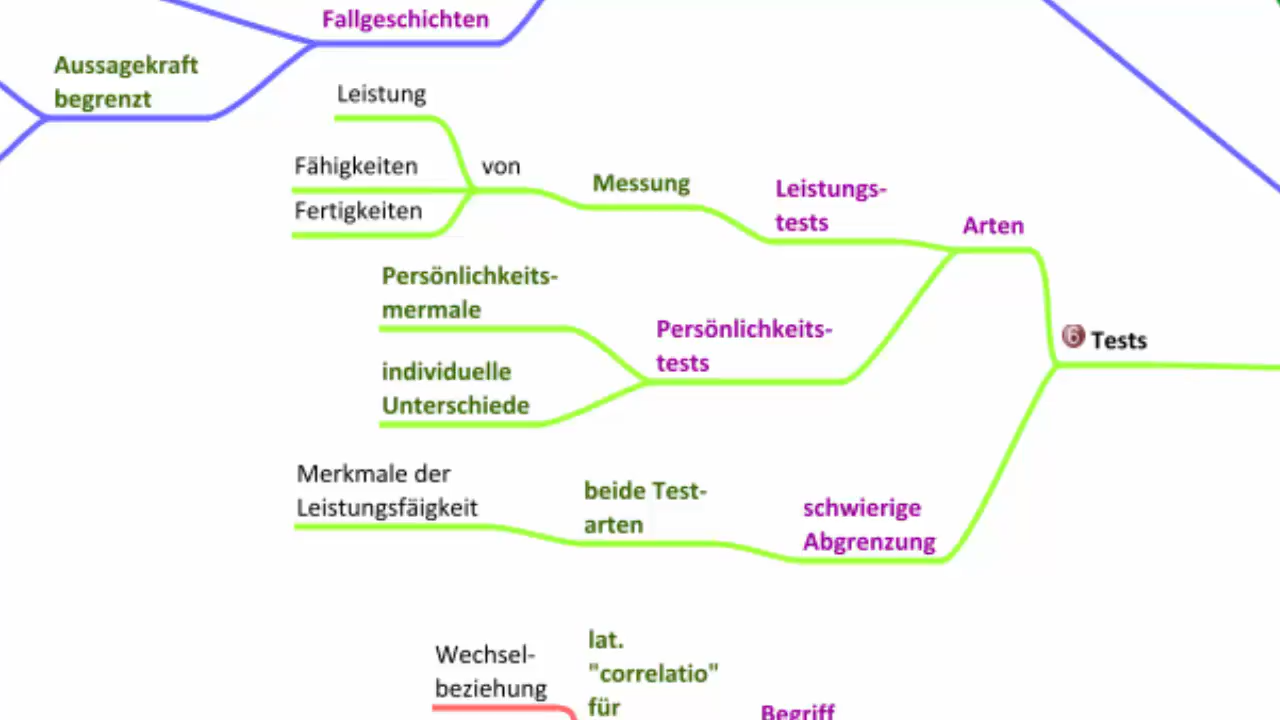 Fallgeschichten
Aussagekraft
begrenzt
Leistung
Fähigkeiten
von
Fertigkeiten
Messung
Leistungs-
tests
Arten
Persönlichkeits-
mermale
Persönlichkeits-
tests
individuelle
Unterschiede
6 Tests
Merkmale der
Leistungsfäigkeit
beide Test-
arten
schwierige
Abgrenzung
Wechsel-
beziehung
lat.
"correlatio"
für
Begriff